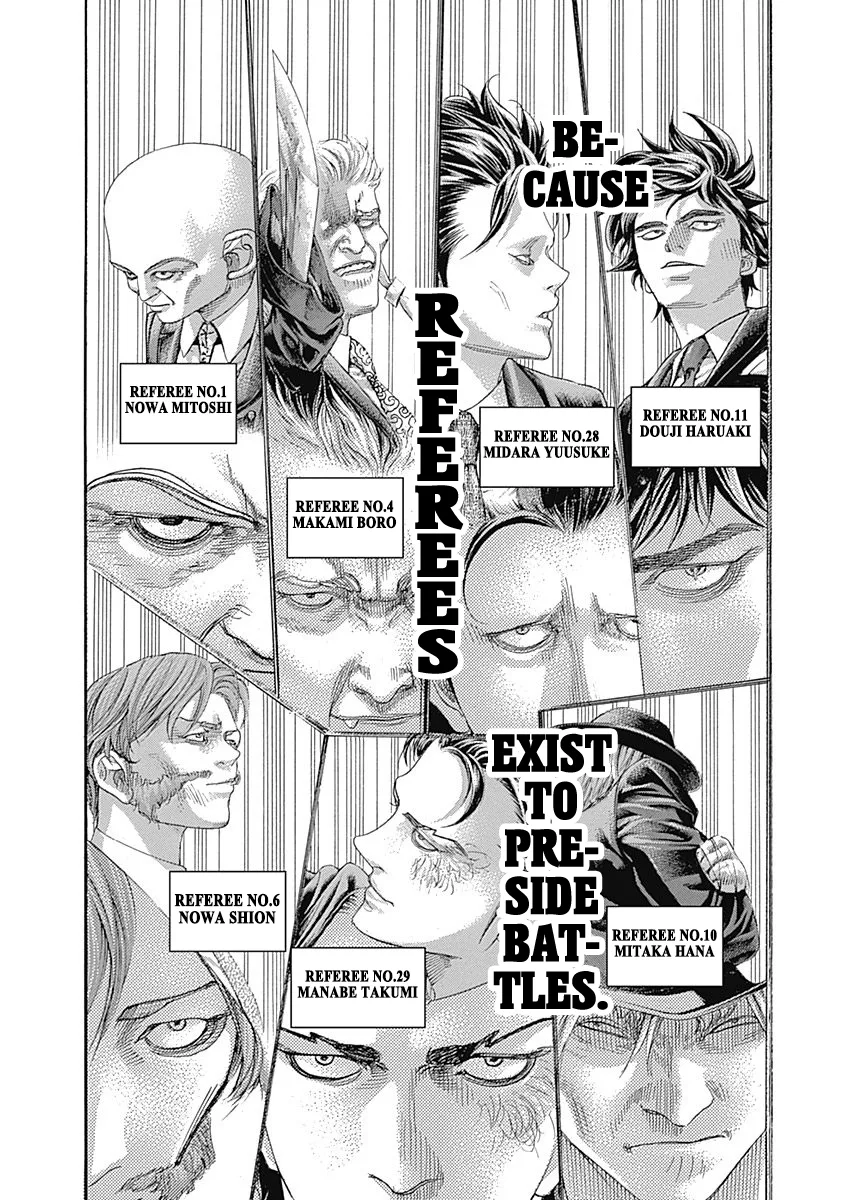 BE-
CAUSE
REFEREES
REFEREE NO.1
NOWA MITOSHI
REFEREE NO.4
MAKAMI BORO
REFEREE NO.28
MIDARA YUUSUKE
REFEREE NO.11
DOUJI HARUAKI
EXIST
TO
PRE-
SIDE
BAT-
TLES.
REFEREE NO.6
NOWA SHION
REFEREE NO.29
MANABE TAKUMI
REFEREE NO.10
MITAKA HANA